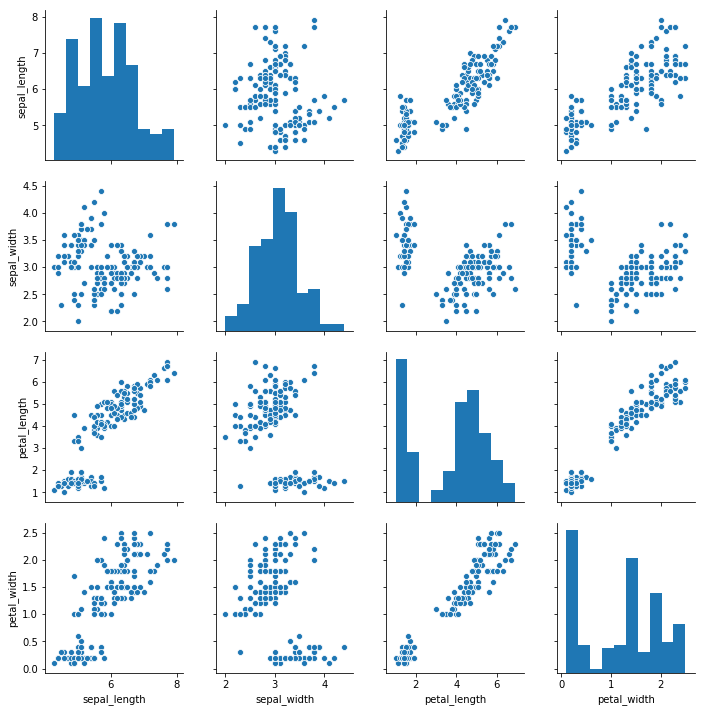 sepal_length
8
7
6
5
sepal_width
4.5
4.0
3.5
3.0
2.5
2.0
petal_length
7
6
5
4
3
2
1
petal_width
2.5
2.0
1.5
1.0
0.5
0.0
4 6 8
2 3 4
2 4 6
0 1 2
sepal_length sepal_width petal_length petal_width